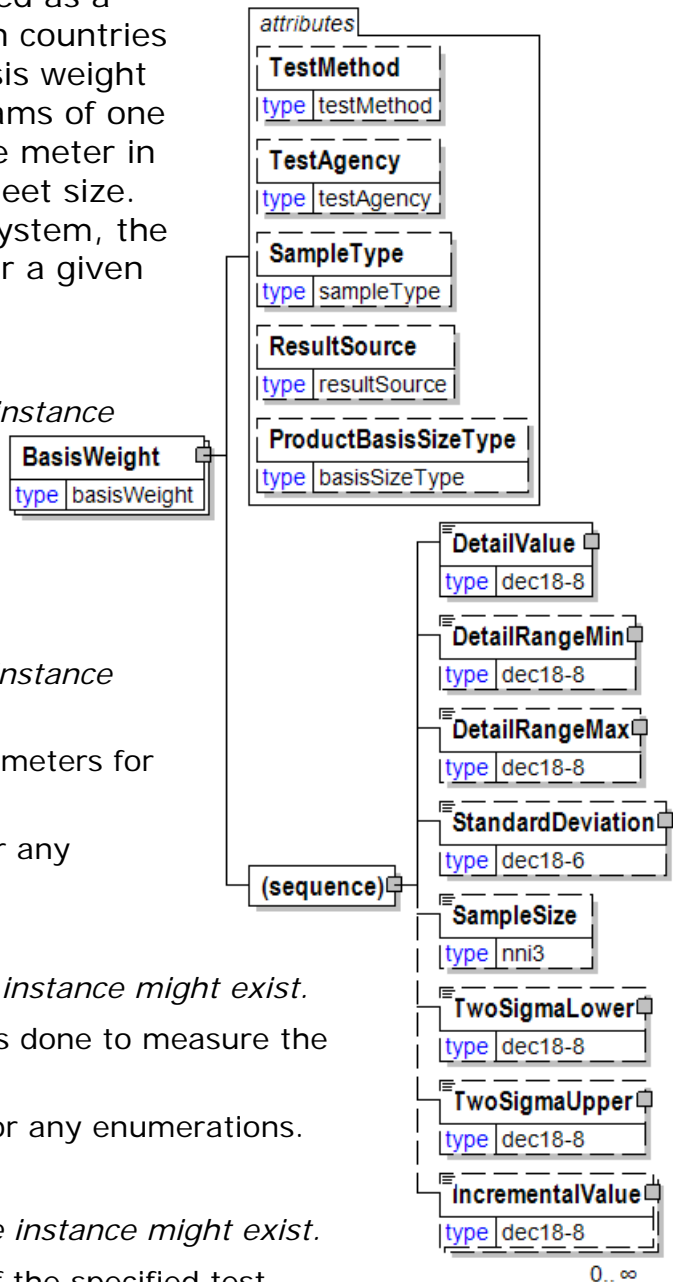 ed as a
n countries
sis weight
ams of one
e meter in
eet size.
ystem, the
r a given
instance
nstance
meters for
r any
instance might exist.
s done to measure the
or any enumerations.
e instance might exist.
f the specified test
BasisWeight
type basisWeight
attributes
TestMethod
type testMethod
TestAgency
type testAgency
SampleType
type sampleType
ResultSource
type resultSource
ProductBasisSizeType
type basisSizeType
(sequence)
DetailValue
type dec18-8
DetailRangeMin
type dec18-8
DetailRangeMax
type dec18-8
StandardDeviation
type dec18-6
SampleSize
type nni3
TwoSigmaLower
type dec18-8
TwoSigmaUpper
type dec18-8
IncrementalValue
type dec18-8
0..∞